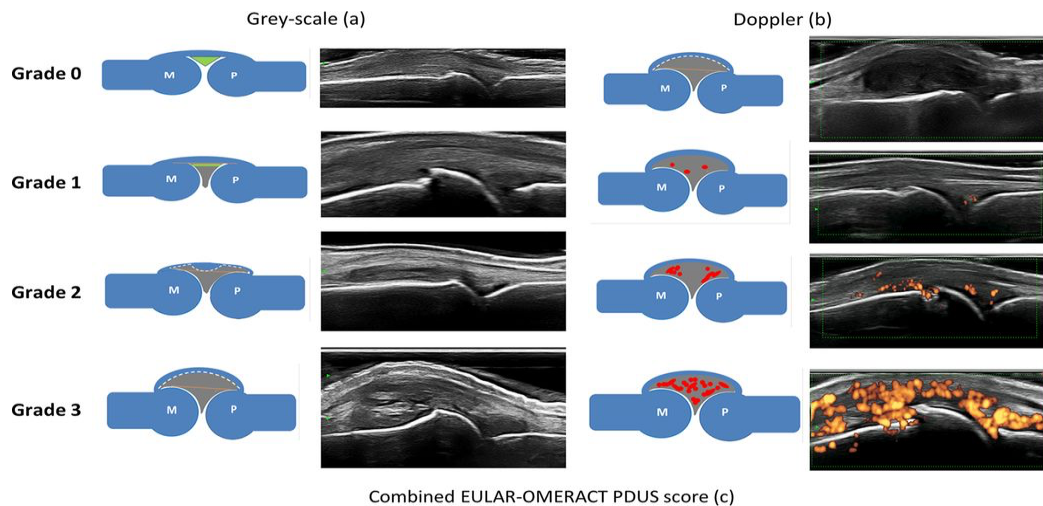 Grey-scale (a) Doppler (b)
Grade 0 M P M P
Grade 1 M P M P
Grade 2 M P M P
Grade 3 M P M P
Combined EULAR-OMERACT PDUS score (c)